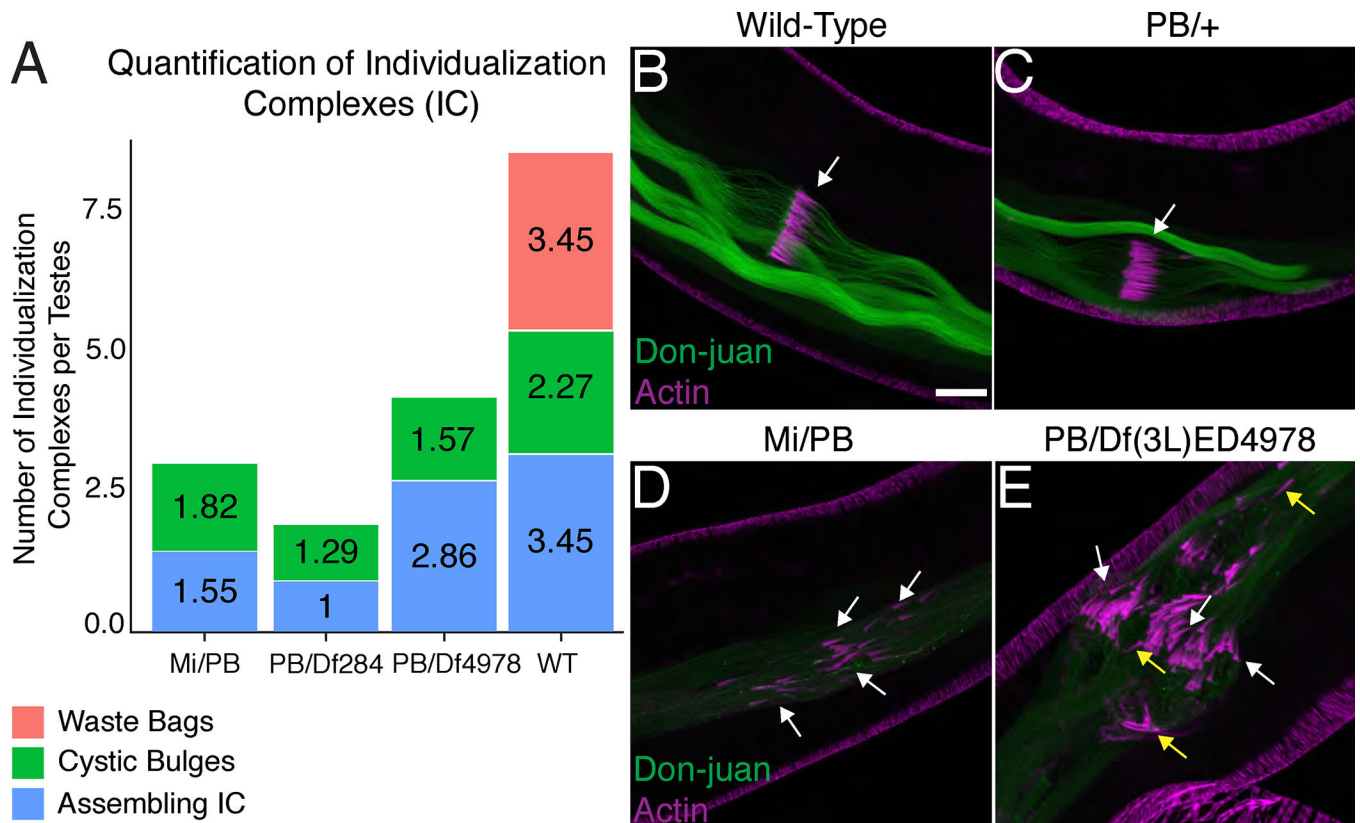 A
Quantification of Individualization
Complexes (IC)
Number of Individualization
Complexes per Testes
7.5
5.0
2.5
0.0
1.82
1.55
1.29
1
1.57
2.86
3.45
2.27
3.45
Mi/PB
PB/Df284
PB/Df4978
WT
Waste Bags
Cystic Bulges
Assembling IC
Wild-Type
B
Don-juan
Actin
PB/+
C
Mi/PB
D
Don-juan
Actin
PB/Df(3L)ED4978
E